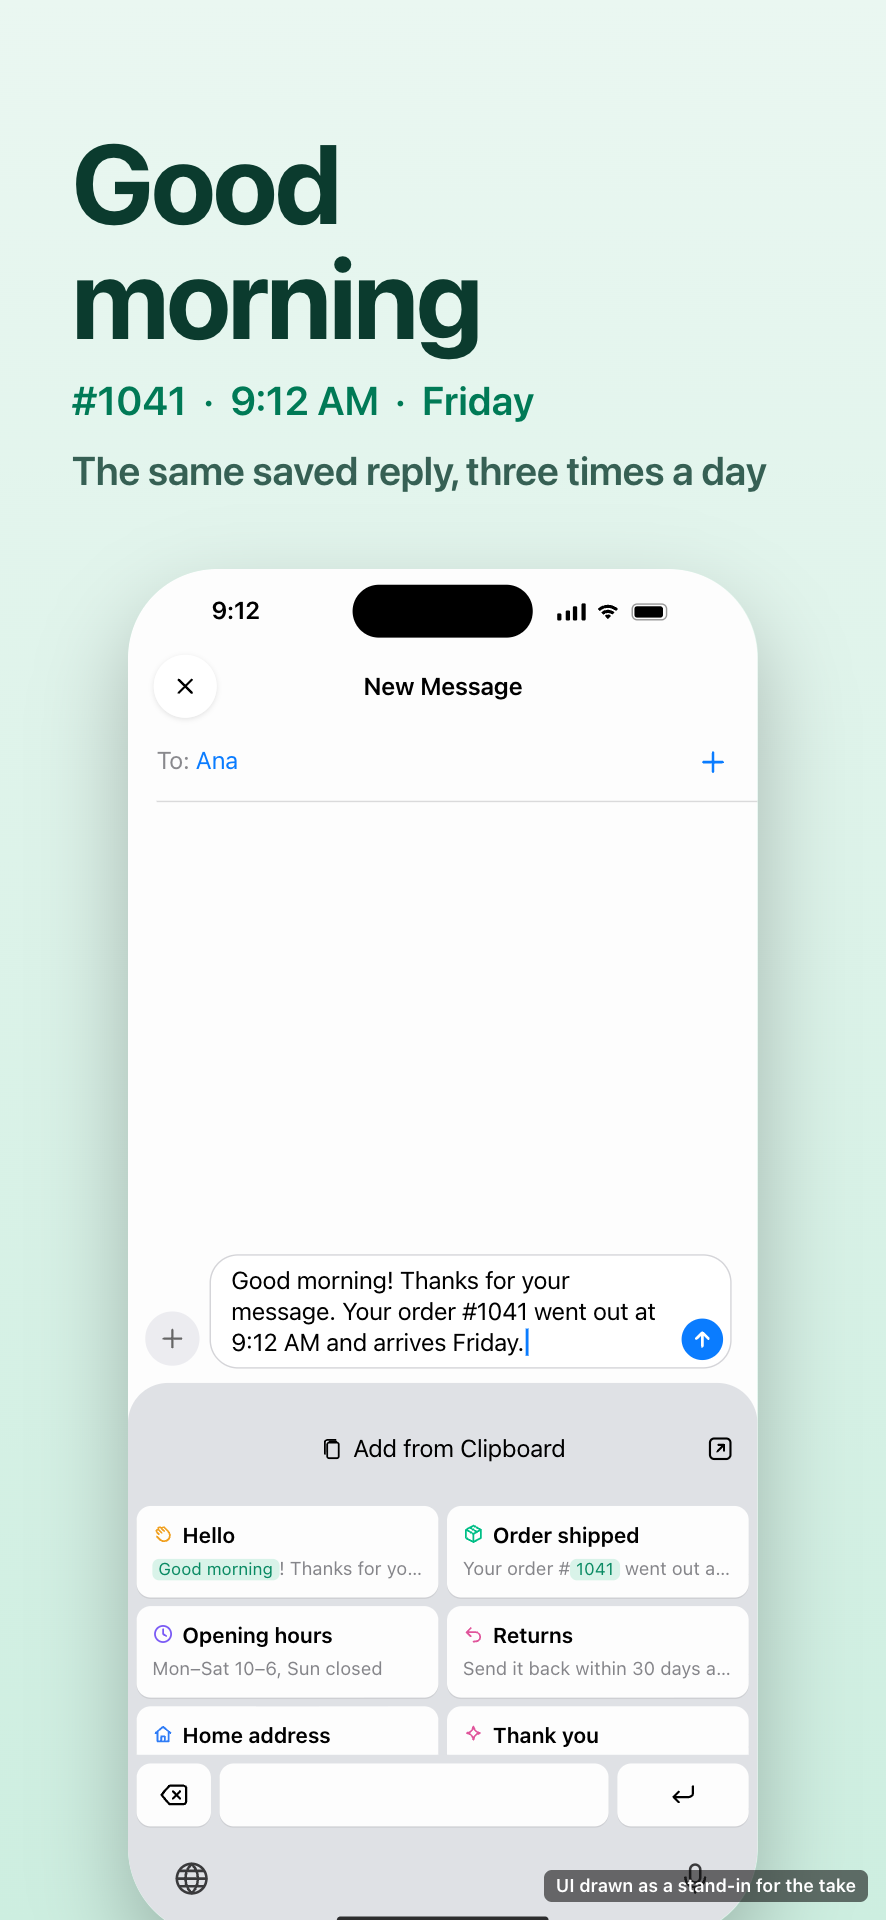 Good
morning
#1041 · 9:12 AM · Friday
The same saved reply, three times a day
9:12
New Message
To: Ana
Good morning! Thanks for your
message. Your order #1041 went out at
9:12 AM and arrives Friday.
Add from Clipboard
Hello
Good morning! Thanks for yo...
Order shipped
Your order #1041 went out a...
Opening hours
Mon–Sat 10–6, Sun closed
Returns
Send it back within 30 days a...
Home address
Thank you
UI drawn as a stand-in for the take